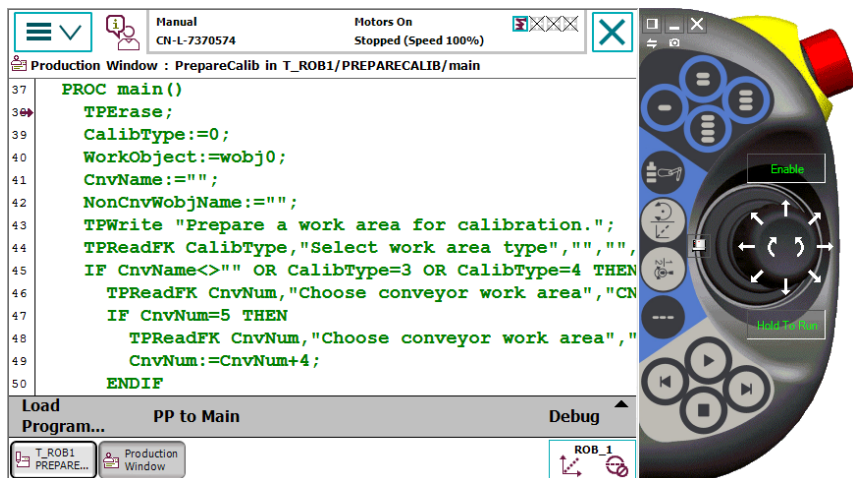 Manual
CN-L-7370574
Motors On
Stopped (Speed 100%)
Production Window : PrepareCalib in T_ROB1/PREPARECALIB/main
37 PROC main()
38 TPErase;
39 CalibType:=0;
40 WorkObject:=wobj0;
41 CnvName:="";
42 NonCnvWobjName:="";
43 TPWrite "Prepare a work area for calibration.";
44 TPReadFK CalibType,"Select work area type","","",
45 IF CnvName<>"" OR CalibType=3 OR CalibType=4 THEN
46 TPReadFK CnvNum,"Choose conveyor work area","CN
47 IF CnvNum=5 THEN
48 TPReadFK CnvNum,"Choose conveyor work area","
49 CnvNum:=CnvNum+4;
50 ENDIF
Load Program...
PP to Main
Debug
T_ROB1
PREPARE...
Production
Window
ROB_1
Enable
Hold To Run